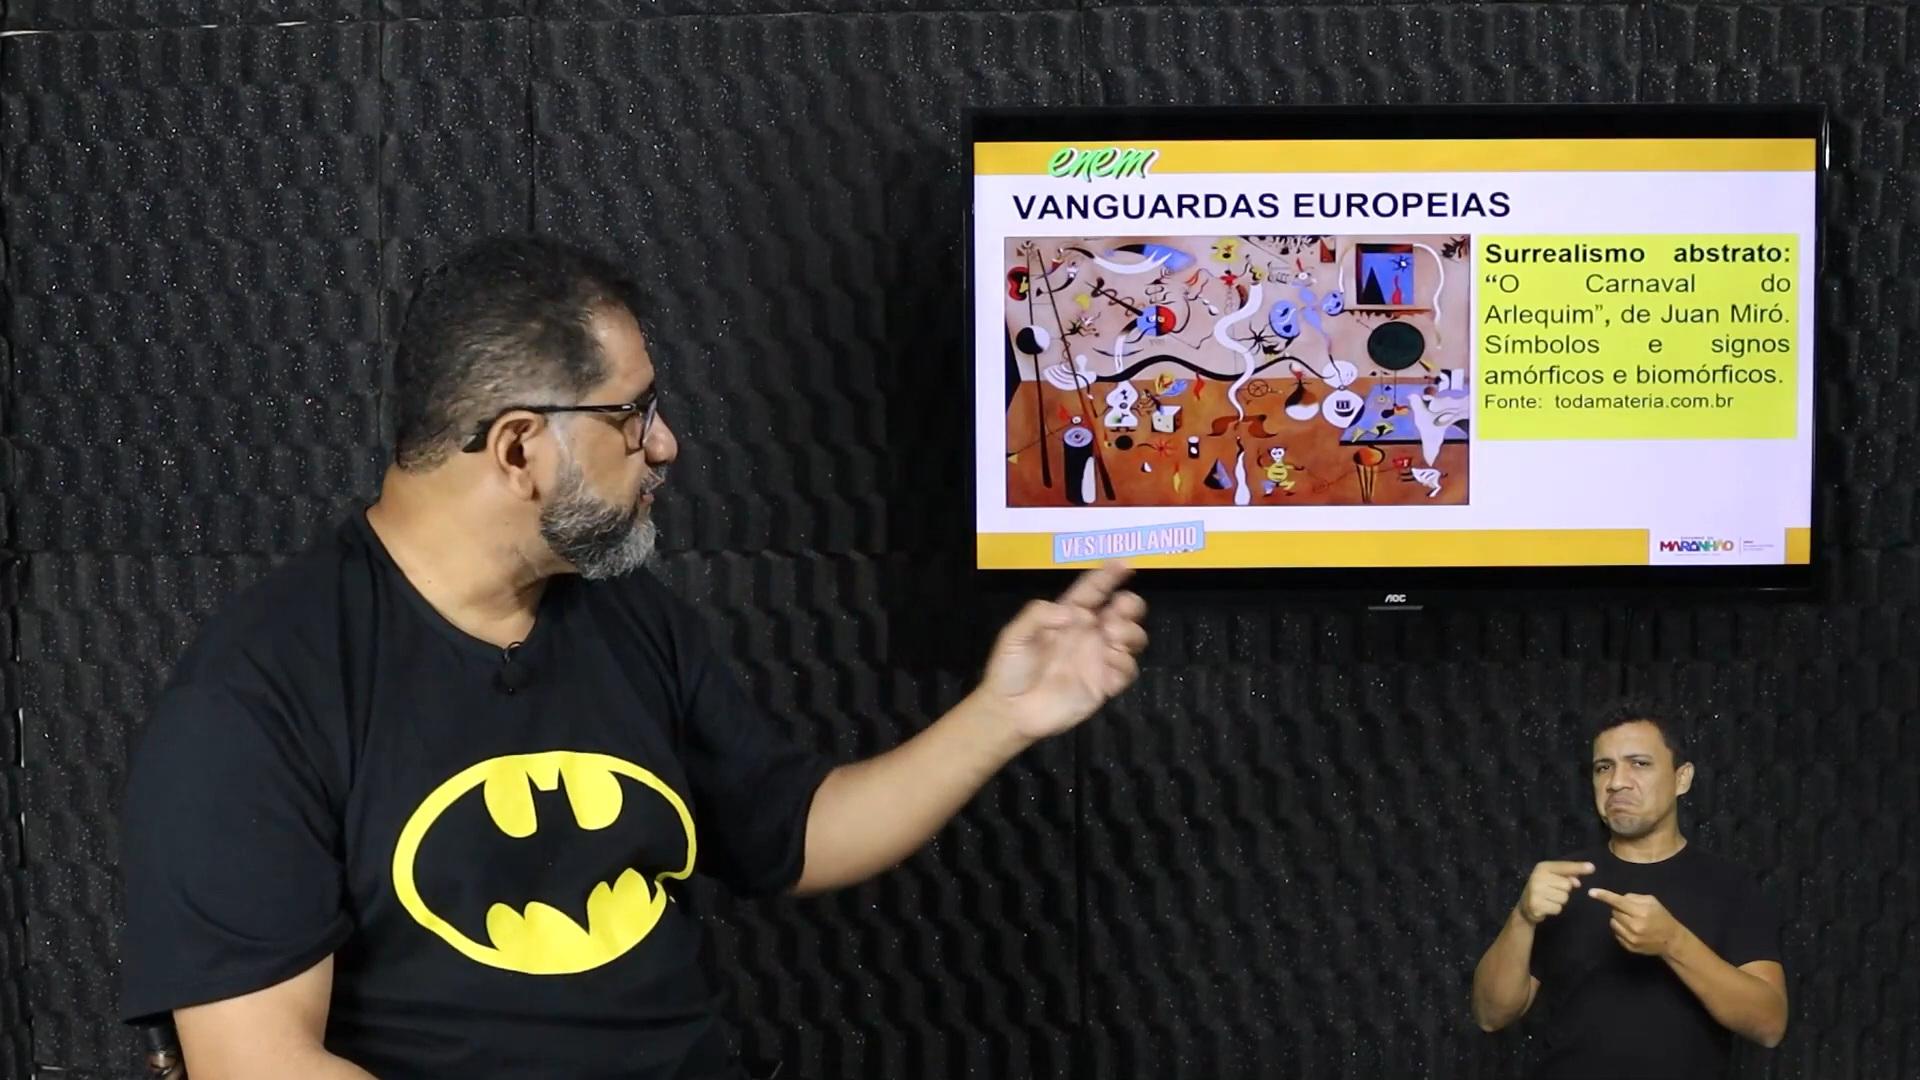 enem
VANGUARDAS EUROPEIAS
Surrealismo abstrato:
“O Carnaval do
Arlequim”, de Juan Miró.
Símbolos e signos
amórficos e biomórficos.
Fonte: todamateria.com.br
VESTIBULANDO
MARANHÃO
AOC